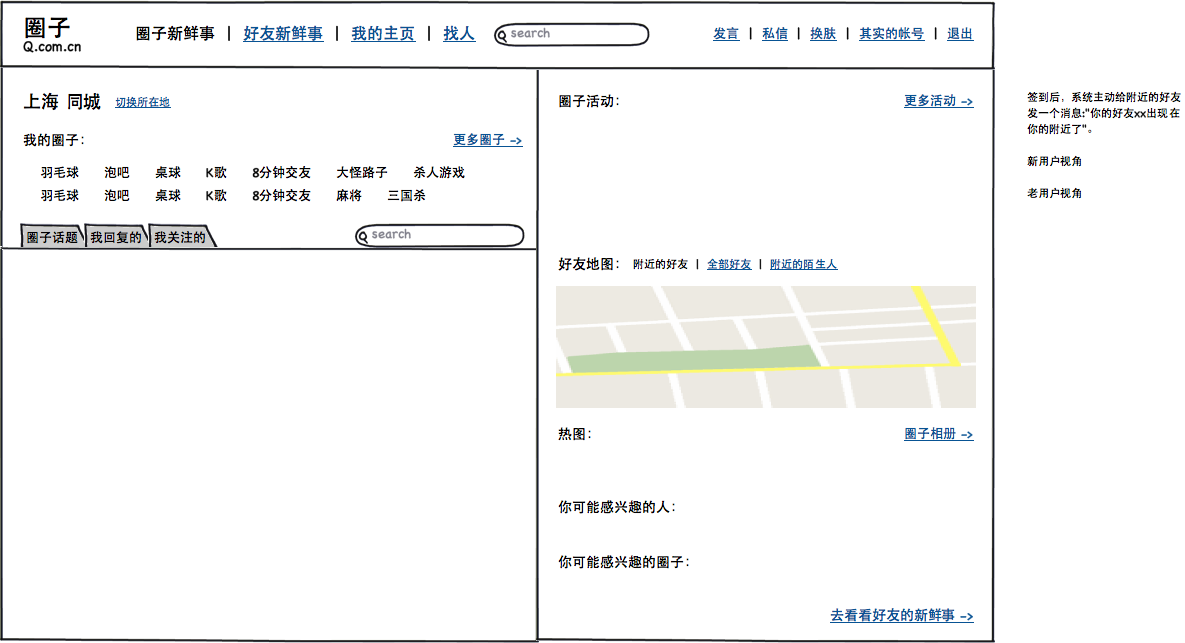 圈子
Q.com.cn
圈子新鲜事 | 好友新鲜事 | 我的主页 | 找人
search
发言 | 私信 | 换肤 | 其实的帐号 | 退出
上海 同城 切换所在地
我的圈子:
更多圈子 ->
羽毛球 泡吧 桌球 K歌 8分钟交友 大怪路子 杀人游戏
羽毛球 泡吧 桌球 K歌 8分钟交友 麻将 三国杀
圈子话题 我回复的 我关注的
search
圈子活动:
更多活动 ->
好友地图: 附近的好友 | 全部好友 | 附近的陌生人
热图:
圈子相册 ->
你可能感兴趣的人:
你可能感兴趣的圈子:
去看看好友的新鲜事 ->
签到后，系统主动给附近的好友
发一个消息:"你的好友xx出现在
你的附近了"。
新用户视角
老用户视角